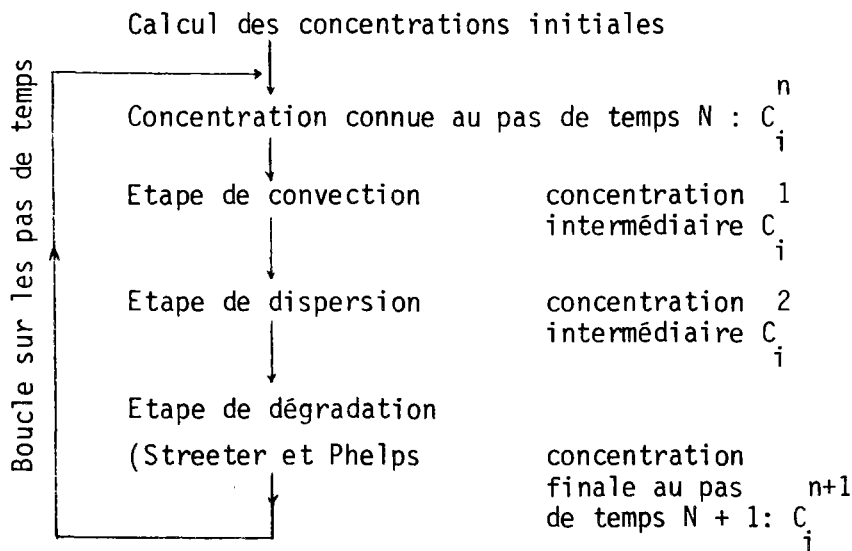 Calcul des concentrations initiales
Boucle sur les pas de temps
n
Concentration connue au pas de temps N : C
i
Etape de convection concentration 1
intermédiaire C
i
Etape de dispersion concentration 2
intermédiaire C
i
Etape de dégradation
(Streeter et Phelps concentration
finale au pas n+1
de temps N + 1: C
i